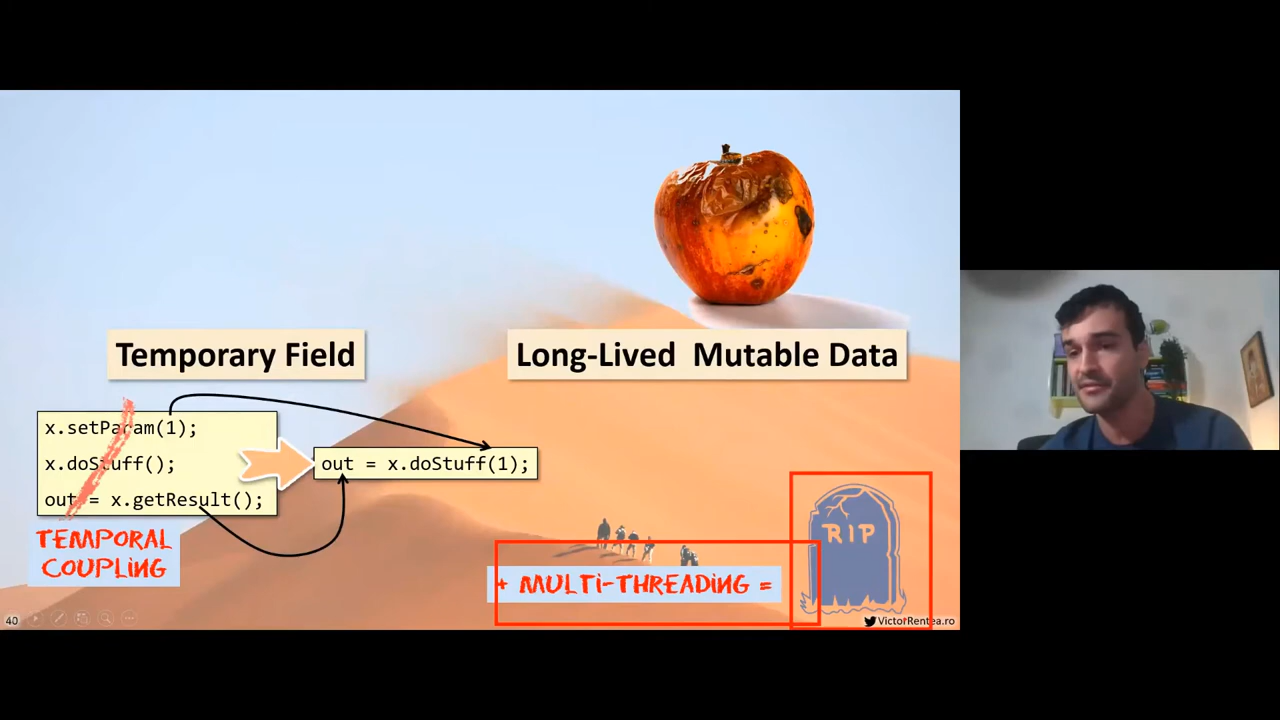 Temporary Field
Long-Lived Mutable Data
x.setParam(1);
x.doStuff();
out = x.getResult();
out = x.doStuff(1);
TEMPORAL
COUPLING
+ MULTI-THREADING =
RIP
40
VictorRentea.ro